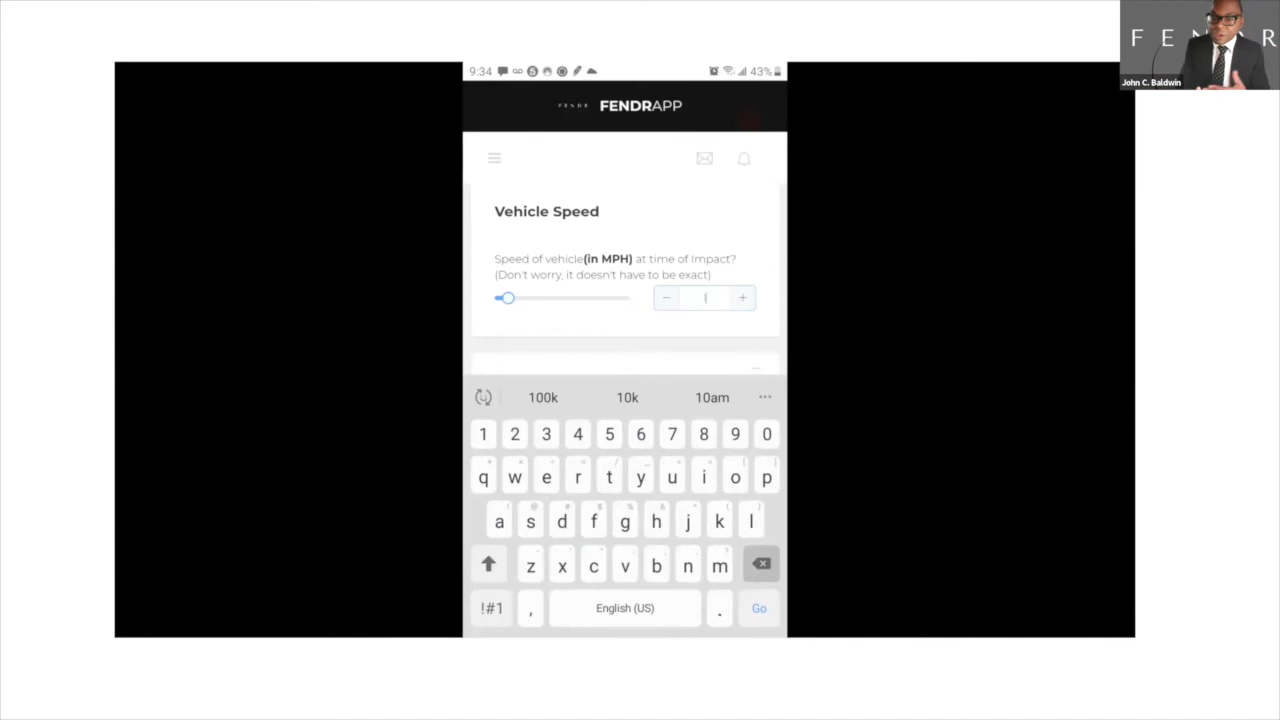 FENDR
John C. Baldwin
9:34
43%
FENDR FENDRAPP
Vehicle Speed
Speed of vehicle(in MPH) at time of Impact?
(Don't worry, it doesn't have to be exact)
− 1 +
100k 10k 10am ...
1 2 3 4 5 6 7 8 9 0
q w e r t y u i o p
a s d f g h j k l
z x c v b n m
!#1 , English (US) . Go